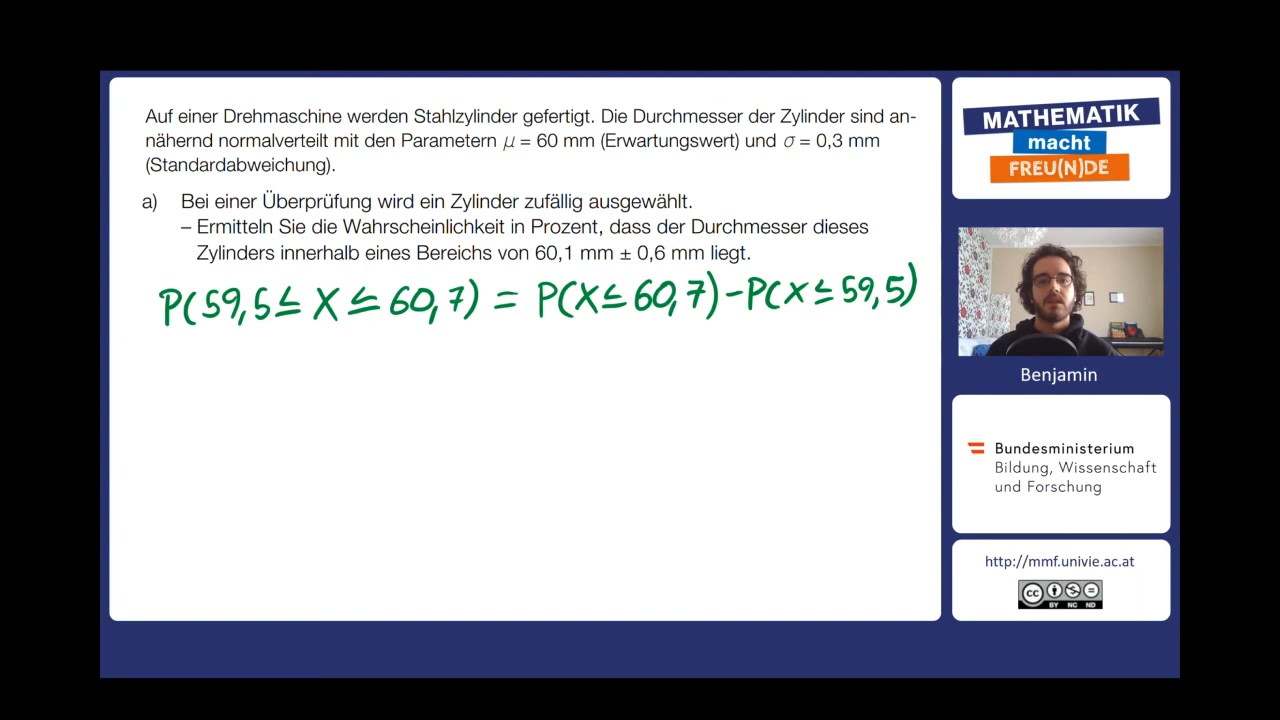 Auf einer Drehmaschine werden Stahlzylinder gefertigt. Die Durchmesser der Zylinder sind an-
nähernd normalverteilt mit den Parametern μ = 60 mm (Erwartungswert) und σ = 0,3 mm
(Standardabweichung).
a) Bei einer Überprüfung wird ein Zylinder zufällig ausgewählt.
– Ermitteln Sie die Wahrscheinlichkeit in Prozent, dass der Durchmesser dieses
Zylinders innerhalb eines Bereichs von 60,1 mm ± 0,6 mm liegt.
P(59,5 ≤ X ≤ 60,7) = P(X ≤ 60,7) – P(X ≤ 59,5)
MATHEMATIK
macht
FREU(N)DE
Benjamin
Bundesministerium
Bildung, Wissenschaft
und Forschung
http://mmf.univie.ac.at
cc
BY NC ND